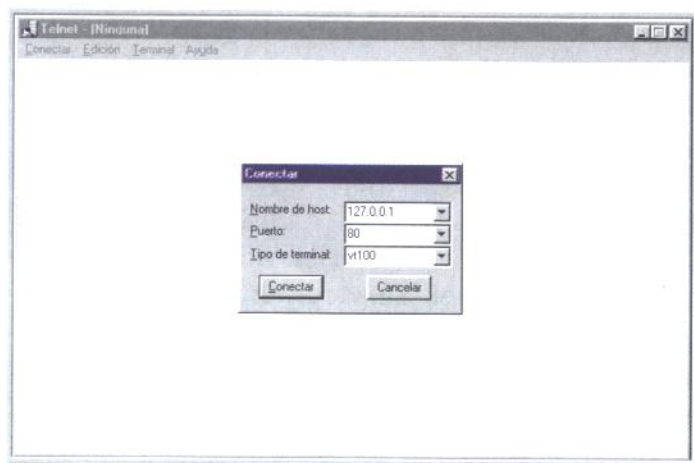 Telnet - [Ninguna]
Conectar Edición Terminal Ayuda
Conectar
Nombre de host: 127.0.0.1
Puerto: 80
Tipo de terminal: vt100
Conectar Cancelar